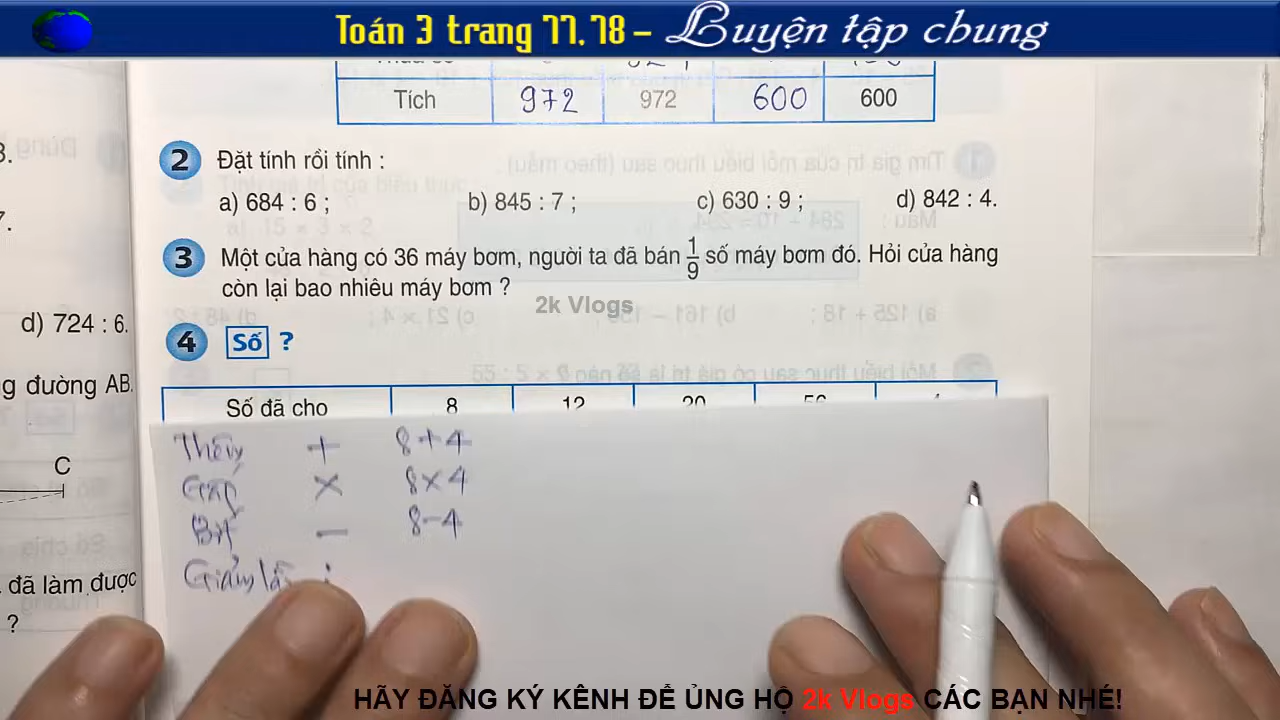 Toán 3 trang 77, 78 – Luyện tập chung
Tích 972 972 600 600
2 Đặt tính rồi tính :
a) 684 : 6 ; b) 845 : 7 ; c) 630 : 9 ; d) 842 : 4.
3 Một cửa hàng có 36 máy bơm, người ta đã bán 1/9 số máy bơm đó. Hỏi cửa hàng
còn lại bao nhiêu máy bơm ?
2k Vlogs
d) 724 : 6.
4 Số ?
g đường AB.
Số đã cho 8 12 20 56 4
Thêm + 8+4
Gấp × 8×4
C
Bớt – 8–4
Giảm lần :
đã làm được
?
HÃY ĐĂNG KÝ KÊNH ĐỂ ỦNG HỘ 2k Vlogs CÁC BẠN NHÉ!